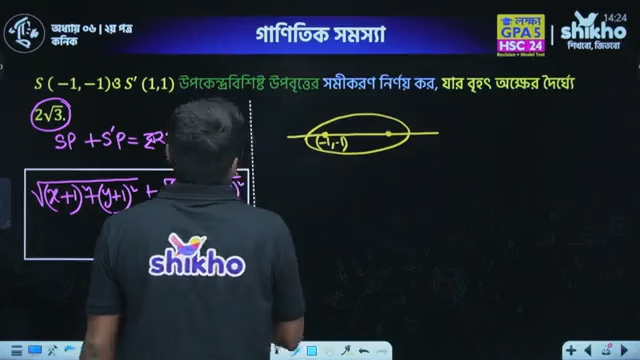 অধ্যায় ০৬ | ২য় পত্র
কনিক
গাণিতিক সমস্যা
লক্ষ্য
GPA 5
HSC 24
Revision + Model Test
14:24
shikho
শিখবো, জিতবো
S (−1,−1) ও S′ (1,1) উপকেন্দ্রবিশিষ্ট উপবৃত্তের সমীকরণ নির্ণয় কর, যার বৃহৎ অক্ষের দৈর্ঘ্যে
2√3.
SP + S'P =
(-1,-1)
√(x+1)²+(y+1)² +
shikho